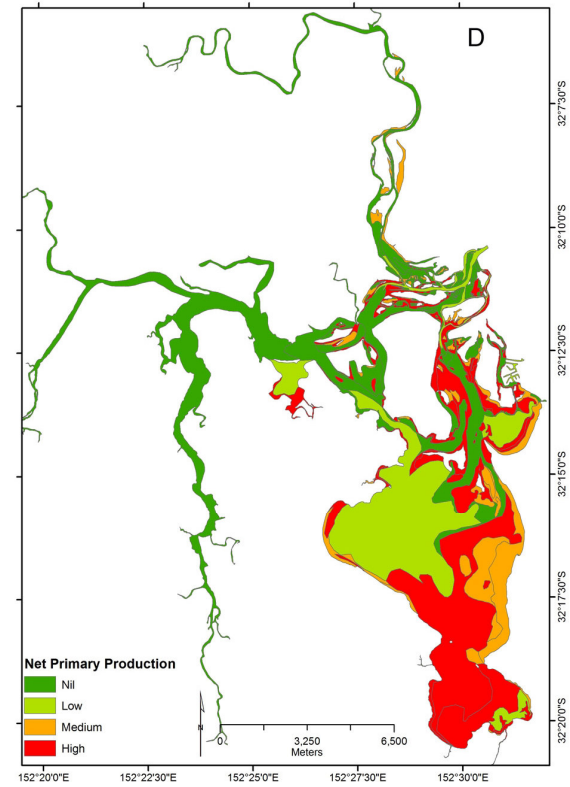 D
32°7'30"S
32°10'0"S
32°12'30"S
32°15'0"S
32°17'30"S
32°20'0"S
Net Primary Production
Nil
Low
Medium
High
N
0 3,250 6,500
Meters
152°20'0"E 152°22'30"E 152°25'0"E 152°27'30"E 152°30'0"E